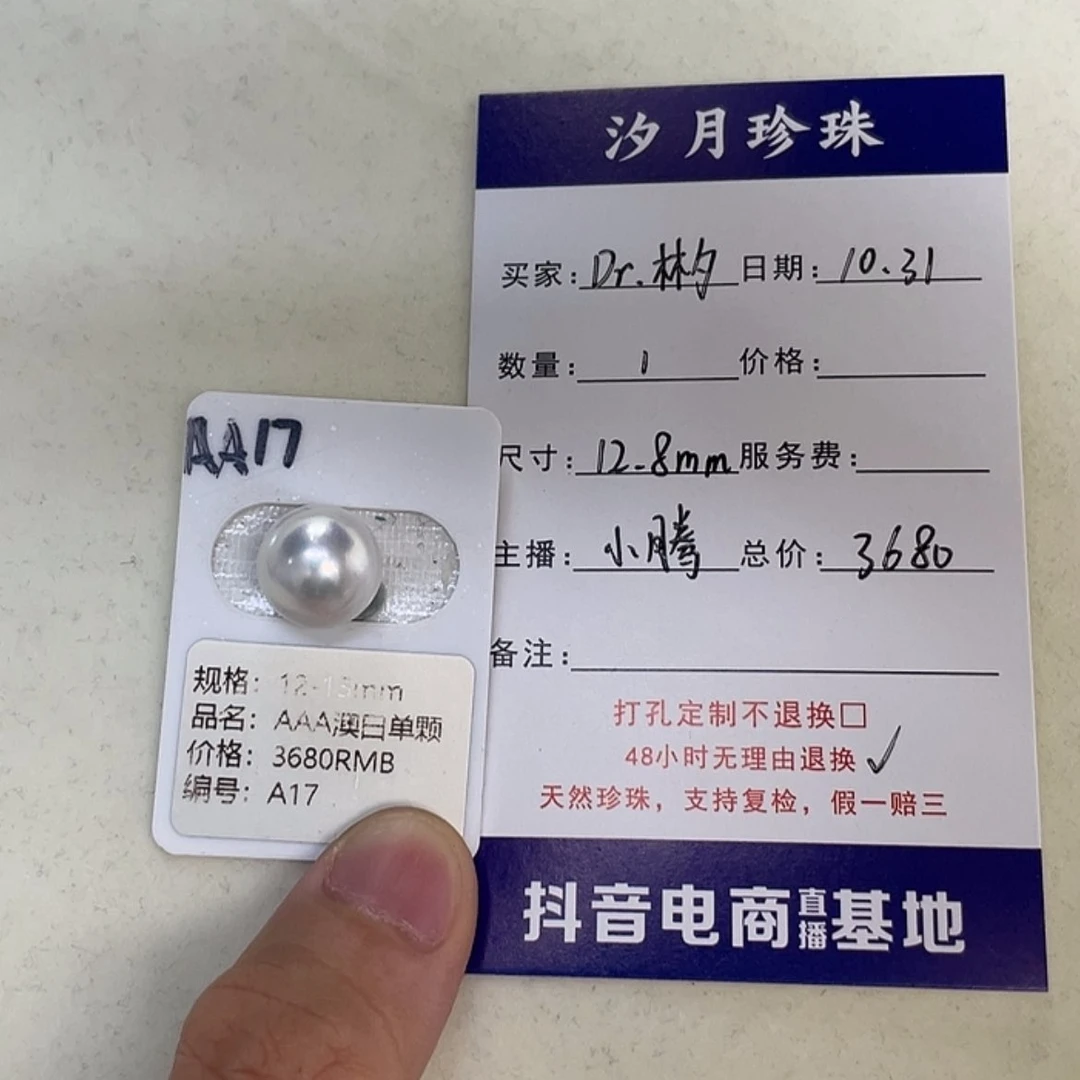 汐月珍珠
买家: Dr.彬夕 日期: 10.31
数量: 1 价格:
尺寸: 12.8mm 服务费:
主播: 小腾 总价: 3680
备注:
打孔定制不退换☐
48小时无理由退换✓
天然珍珠，支持复检，假一赔三
抖音电商直播基地
AA17
规格: 12-13mm
品名: AAA澳白单颗
价格: 3680RMB
编号: A17